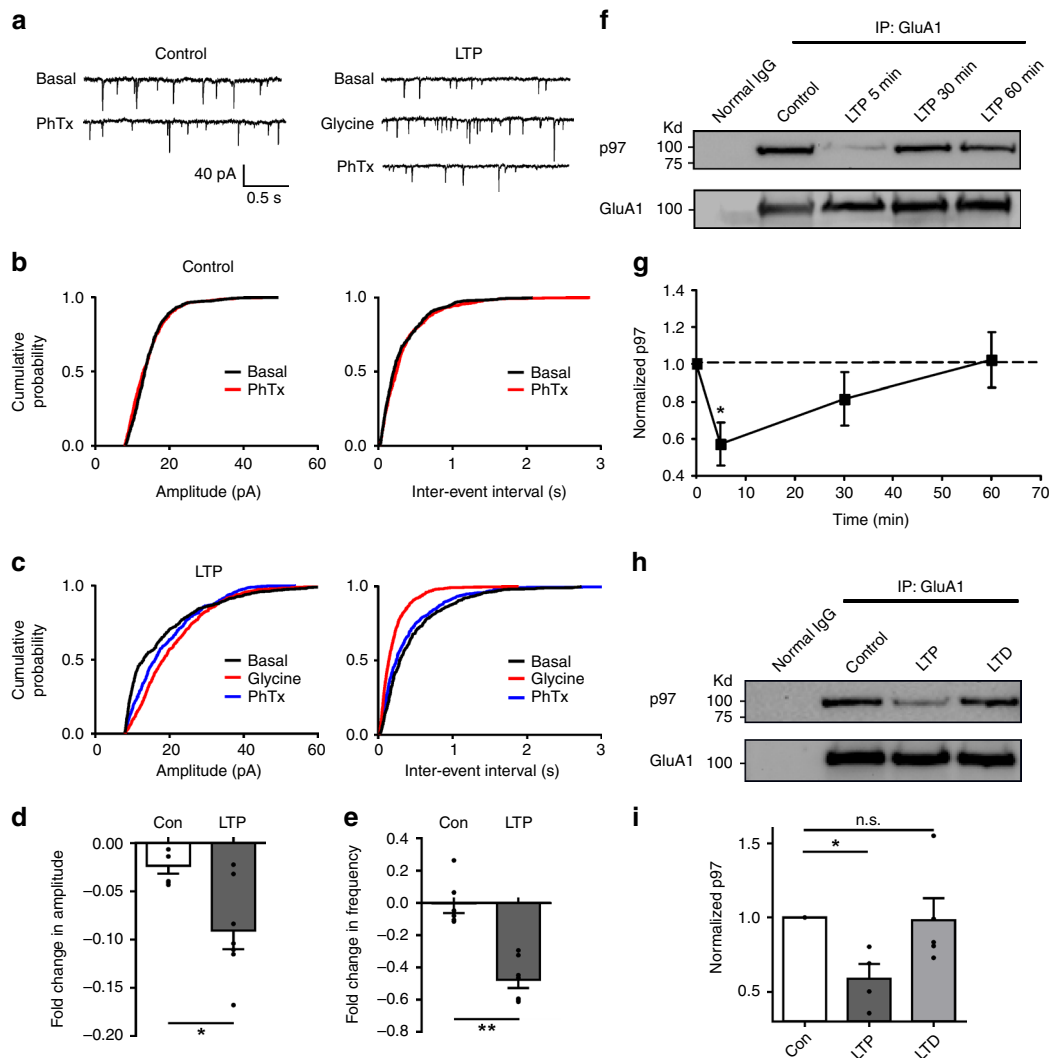 a
Control
LTP
Basal
PhTx
Basal
Glycine
PhTx
40 pA
0.5 s
b
Control
Cumulative
probability
1.0
0.5
0.0
Basal
PhTx
0 20 40 60
Amplitude (pA)
1.0
0.5
0.0
Basal
PhTx
0 1 2 3
Inter-event interval (s)
c
LTP
Cumulative
probability
1.0
0.5
0.0
Basal
Glycine
PhTx
0 20 40 60
Amplitude (pA)
1.0
0.5
0.0
Basal
Glycine
PhTx
0 1 2 3
Inter-event interval (s)
d
Con LTP
Fold change in amplitude
0.00
−0.05
−0.10
−0.15
−0.20
*
e
Con LTP
Fold change in frequency
0.4
0.2
0.0
−0.2
−0.4
−0.6
−0.8
**
f
IP: GluA1
Normal IgG
Control
LTP 5 min
LTP 30 min
LTP 60 min
Kd
p97
100
75
GluA1
100
g
Normalized p97
1.4
1.2
1.0
0.8
0.6
0.4
*
0 10 20 30 40 50 60 70
Time (min)
h
IP: GluA1
Normal IgG
Control
LTP
LTD
Kd
p97
100
75
GluA1
100
i
n.s.
*
Normalized p97
1.5
1.0
0.5
Con
LTP
LTD